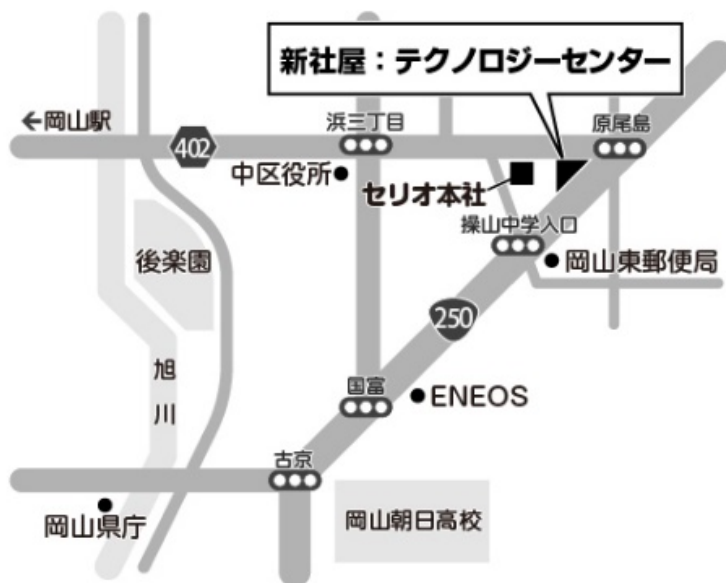 新社屋：テクノロジーセンター
←岡山駅
浜三丁目
原尾島
402
中区役所
セリオ本社
操山中学入口
後楽園
岡山東郵便局
250
旭川
国富
ENEOS
古京
岡山県庁
岡山朝日高校